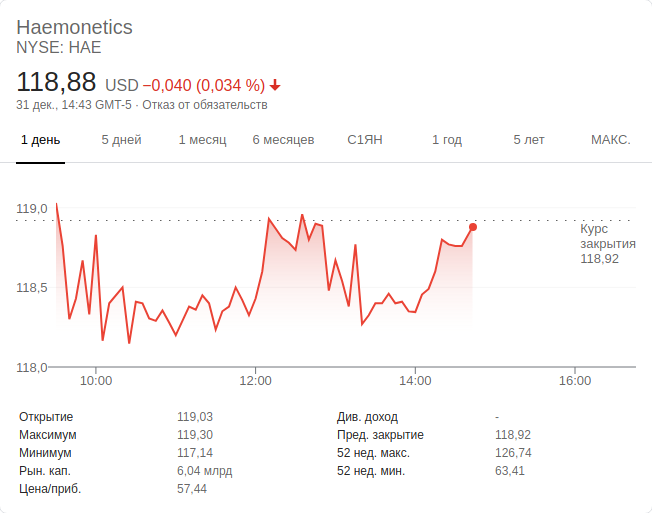 Haemonetics
NYSE: HAE
118,88 USD −0,040 (0,034 %)
31 дек., 14:43 GMT-5 · Отказ от обязательств
1 день 5 дней 1 месяц 6 месяцев С1ЯН 1 год 5 лет МАКС.
119,0
Курс
закрытия
118,92
118,5
118,0
10:00 12:00 14:00 16:00
Открытие 119,03 Див. доход -
Максимум 119,30 Пред. закрытие 118,92
Минимум 117,14 52 нед. макс. 126,74
Рын. кап. 6,04 млрд 52 нед. мин. 63,41
Цена/приб. 57,44